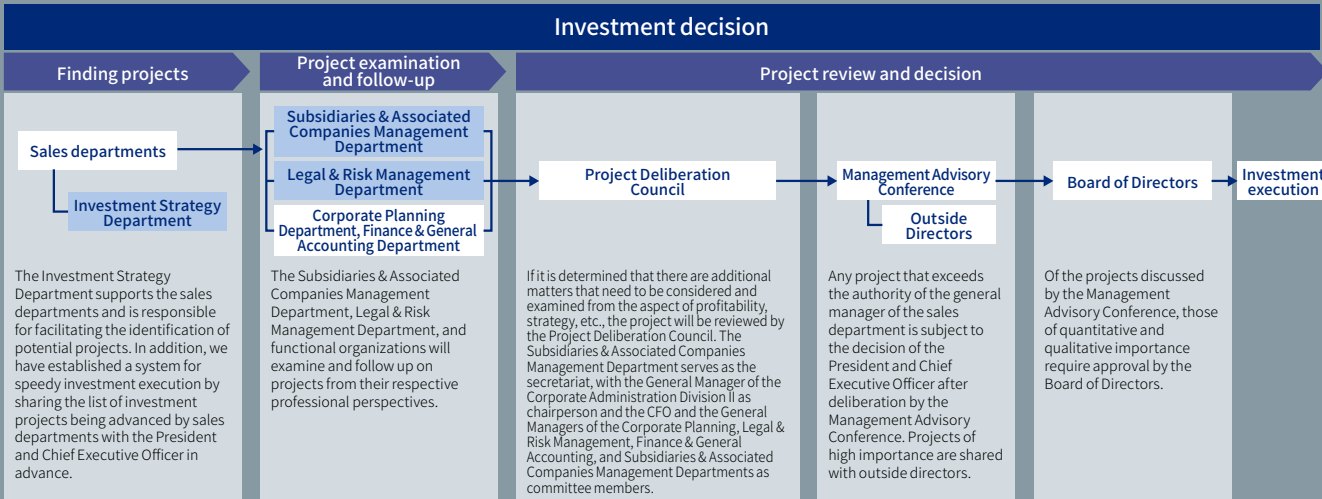 Investment decision
Finding projects
Project examination
and follow-up
Project review and decision
Sales departments
Investment Strategy
Department
Subsidiaries & Associated
Companies Management
Department
Legal & Risk Management
Department
Corporate Planning
Department, Finance & General
Accounting Department
Project Deliberation
Council
Management Advisory
Conference
Outside
Directors
Board of Directors
Investment
execution
The Investment Strategy
Department supports the sales
departments and is responsible
for facilitating the identification of
potential projects. In addition, we
have established a system for
speedy investment execution by
sharing the list of investment
projects being advanced by sales
departments with the President
and Chief Executive Officer in
advance.
The Subsidiaries & Associated
Companies Management
Department, Legal & Risk
Management Department, and
functional organizations will
examine and follow up on
projects from their respective
professional perspectives.
If it is determined that there are additional
matters that need to be considered and
examined from the aspect of profitability,
strategy, etc., the project will be reviewed by
the Project Deliberation Council. The
Subsidiaries & Associated Companies
Management Department serves as the
secretariat, with the General Manager of the
Corporate Administration Division II as
chairperson and the CFO and the General
Managers of the Corporate Planning, Legal &
Risk Management, Finance & General
Accounting, and Subsidiaries & Associated
Companies Management Departments as
committee members.
Any project that exceeds
the authority of the general
manager of the sales
department is subject to
the decision of the
President and Chief
Executive Officer after
deliberation by the
Management Advisory
Conference. Projects of
high importance are shared
with outside directors.
Of the projects discussed
by the Management
Advisory Conference, those
of quantitative and
qualitative importance
require approval by the
Board of Directors.